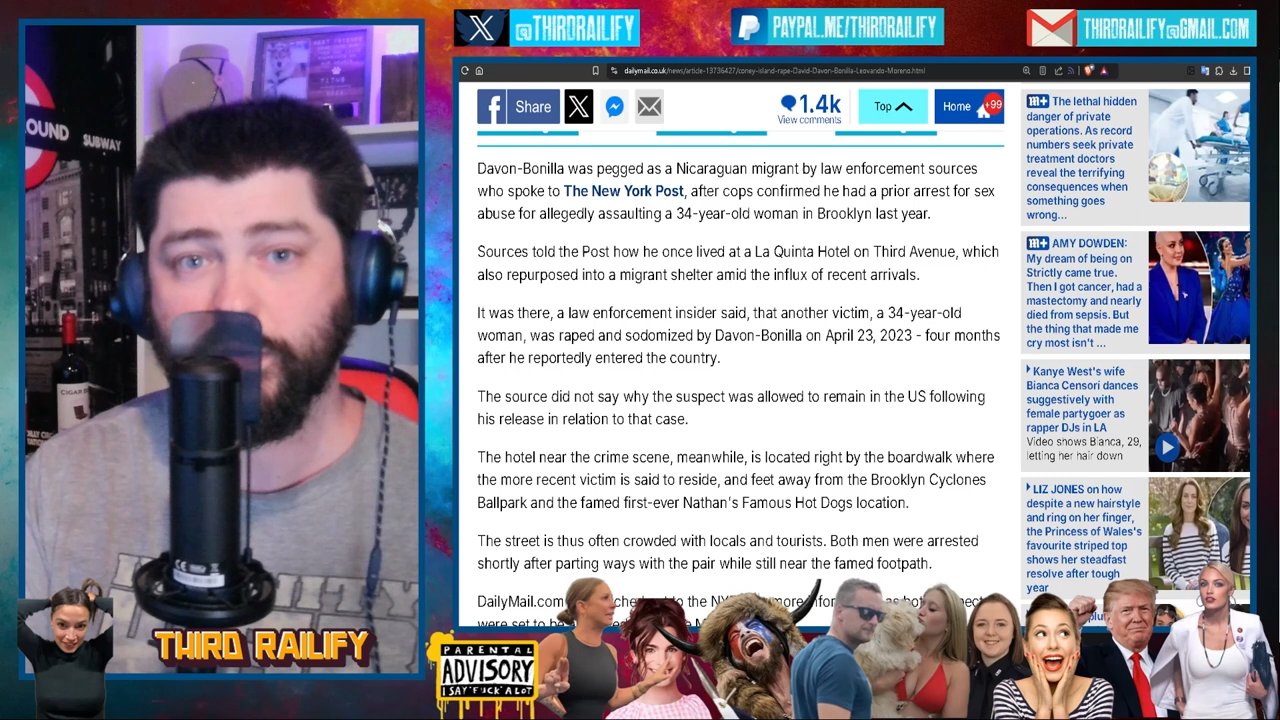 @THIRDRAILIFY
PAYPAL.ME/THIRDRAILIFY
THIRDRAILIFY@GMAIL.COM
dailymail.co.uk/news/article-13736427/coney-island-rape-David-Davon-Bonilla-Leovando-Moreno.html
Share
1.4k
View comments
Top
Home
+99
Davon-Bonilla was pegged as a Nicaraguan migrant by law enforcement sources
who spoke to The New York Post, after cops confirmed he had a prior arrest for sex
abuse for allegedly assaulting a 34-year-old woman in Brooklyn last year.
Sources told the Post how he once lived at a La Quinta Hotel on Third Avenue, which
also repurposed into a migrant shelter amid the influx of recent arrivals.
It was there, a law enforcement insider said, that another victim, a 34-year-old
woman, was raped and sodomized by Davon-Bonilla on April 23, 2023 - four months
after he reportedly entered the country.
The source did not say why the suspect was allowed to remain in the US following
his release in relation to that case.
The hotel near the crime scene, meanwhile, is located right by the boardwalk where
the more recent victim is said to reside, and feet away from the Brooklyn Cyclones
Ballpark and the famed first-ever Nathan's Famous Hot Dogs location.
The street is thus often crowded with locals and tourists. Both men were arrested
shortly after parting ways with the pair while still near the famed footpath.
DailyMail.com
to the
were set to be
m+ The lethal hidden
danger of private
operations. As record
numbers seek private
treatment doctors
reveal the terrifying
consequences when
something goes
wrong...
m+ AMY DOWDEN:
My dream of being on
Strictly came true.
Then I got cancer, had a
mastectomy and nearly
died from sepsis. But
the thing that made me
cry most isn't ...
Kanye West's wife
Bianca Censori dances
suggestively with
female partygoer as
rapper DJs in LA
Video shows Bianca, 29,
letting her hair down
LIZ JONES on how
despite a new hairstyle
and ring on her finger,
the Princess of Wales's
favourite striped top
shows her steadfast
resolve after tough
year
OUND
SUBWAY
CIGAR
THIRD RAILIFY
PARENTAL
ADVISORY
I SAY "FUCK" ALOT